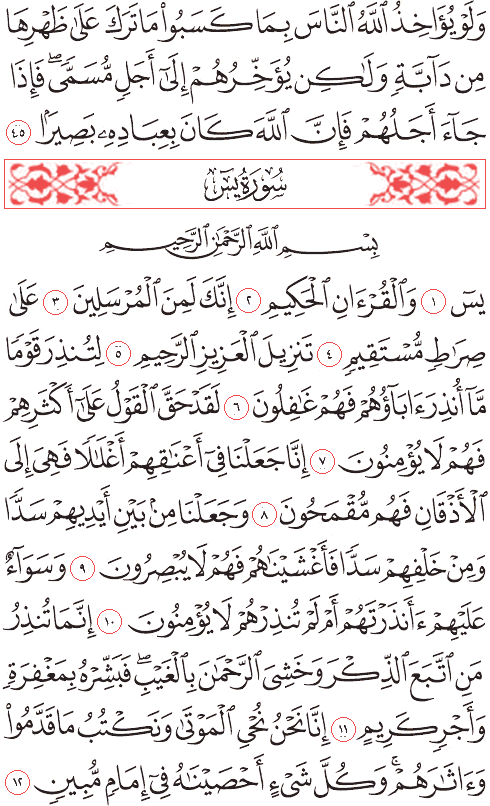 وَلَوْ يُؤَاخِذُ ٱللَّهُ ٱلنَّاسَ بِمَا كَسَبُوا۟ مَا تَرَكَ عَلَىٰ ظَهْرِهَا
مِن دَآبَّةٍ وَلَـٰكِن يُؤَخِّرُهُمْ إِلَىٰٓ أَجَلٍ مُّسَمًّى ۖ فَإِذَا
جَآءَ أَجَلُهُمْ فَإِنَّ ٱللَّهَ كَانَ بِعِبَادِهِۦ بَصِيرًۢا ٤٥
سُورَةُ يسٓ
بِسْمِ ٱللَّهِ ٱلرَّحْمَـٰنِ ٱلرَّحِيمِ
يسٓ ١ وَٱلْقُرْءَانِ ٱلْحَكِيمِ ٢ إِنَّكَ لَمِنَ ٱلْمُرْسَلِينَ ٣ عَلَىٰ
صِرَٰطٍ مُّسْتَقِيمٍ ٤ تَنزِيلَ ٱلْعَزِيزِ ٱلرَّحِيمِ ٥ لِتُنذِرَ قَوْمًا
مَّآ أُنذِرَ ءَابَآؤُهُمْ فَهُمْ غَـٰفِلُونَ ٦ لَقَدْ حَقَّ ٱلْقَوْلُ عَلَىٰٓ أَكْثَرِهِمْ
فَهُمْ لَا يُؤْمِنُونَ ٧ إِنَّا جَعَلْنَا فِىٓ أَعْنَـٰقِهِمْ أَغْلَـٰلًا فَهِىَ إِلَى
ٱلْأَذْقَانِ فَهُم مُّقْمَحُونَ ٨ وَجَعَلْنَا مِنۢ بَيْنِ أَيْدِيهِمْ سَدًّا
وَمِنْ خَلْفِهِمْ سَدًّا فَأَغْشَيْنَـٰهُمْ فَهُمْ لَا يُبْصِرُونَ ٩ وَسَوَآءٌ
عَلَيْهِمْ ءَأَنذَرْتَهُمْ أَمْ لَمْ تُنذِرْهُمْ لَا يُؤْمِنُونَ ١٠ إِنَّمَا تُنذِرُ
مَنِ ٱتَّبَعَ ٱلذِّكْرَ وَخَشِىَ ٱلرَّحْمَـٰنَ بِٱلْغَيْبِ ۖ فَبَشِّرْهُ بِمَغْفِرَةٍ
وَأَجْرٍ كَرِيمٍ ١١ إِنَّا نَحْنُ نُحْىِ ٱلْمَوْتَىٰ وَنَكْتُبُ مَا قَدَّمُوا۟
وَءَاثَـٰرَهُمْ ۚ وَكُلَّ شَىْءٍ أَحْصَيْنَـٰهُ فِىٓ إِمَامٍ مُّبِينٍ ١٢